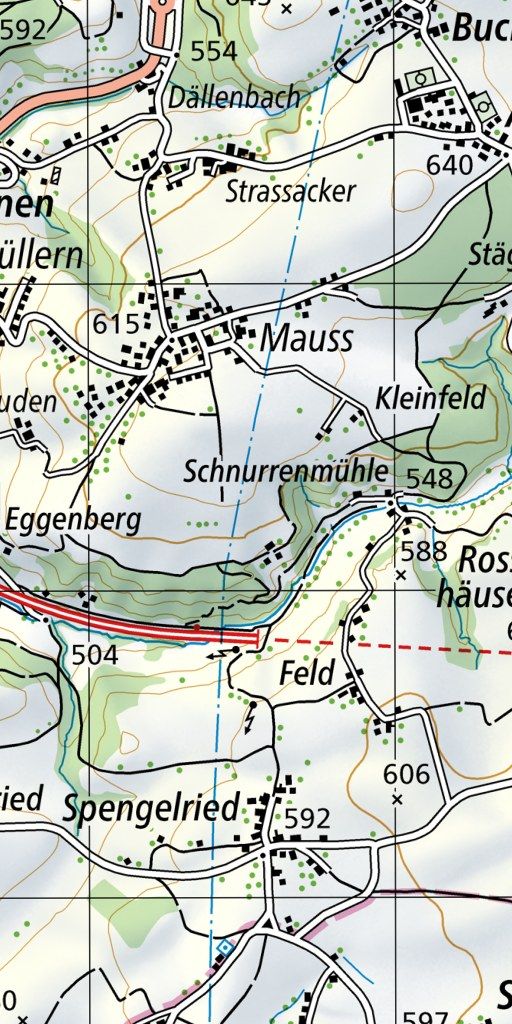 592
554
Buch
Dällenbach
640
Strassacker
nen
üllern
Stäg
615
Mauss
uden
Kleinfeld
Schnurrenmühle
548
Eggenberg
588
Ross
häuse
504
Feld
606
ried
Spengelried
592
597